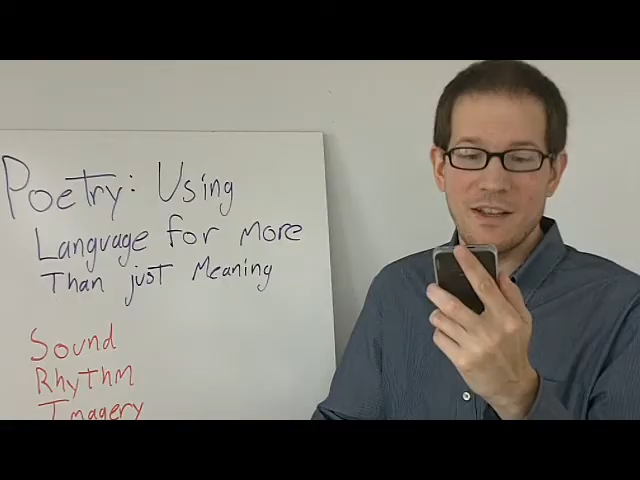 Poetry: Using
Language for more
Than just Meaning
Sound
Rhythm
Imagery